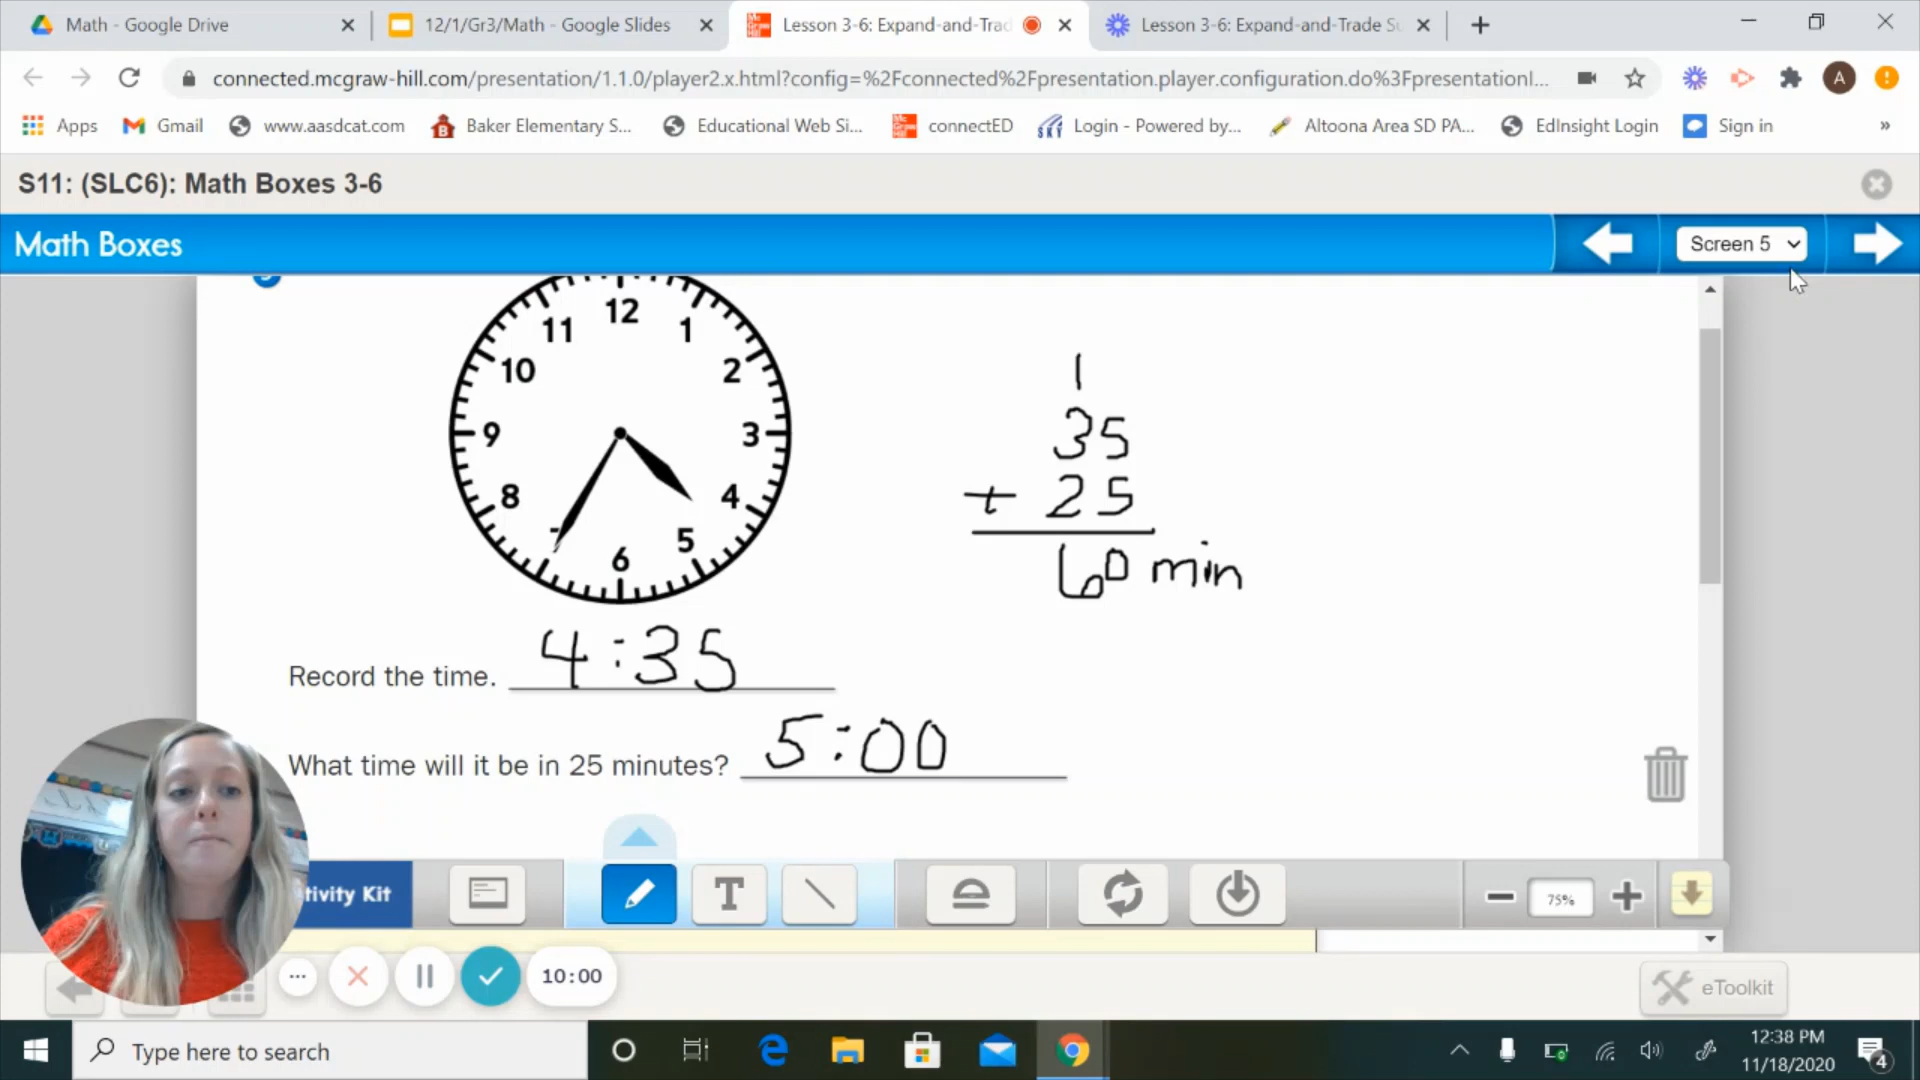 Math - Google Drive
12/1/Gr3/Math - Google Slides
Lesson 3-6: Expand-and-Trad
Lesson 3-6: Expand-and-Trade Su
connected.mcgraw-hill.com/presentation/1.1.0/player2.x.html?config=%2Fconnected%2Fpresentation.player.configuration.do%3FpresentationI...
A
Apps
Gmail
www.aasdcat.com
Baker Elementary S...
Educational Web Si...
connectED
Login - Powered by...
Altoona Area SD PA...
EdInsight Login
Sign in
»
S11: (SLC6): Math Boxes 3-6
Math Boxes
Screen 5
12
11 1
10 2
9 3
8 4
5
6
1
35
+ 25
60 min
Record the time. 4:35
What time will it be in 25 minutes? 5:00
tivity Kit
T
75%
10:00
eToolkit
Type here to search
12:38 PM
11/18/2020
4